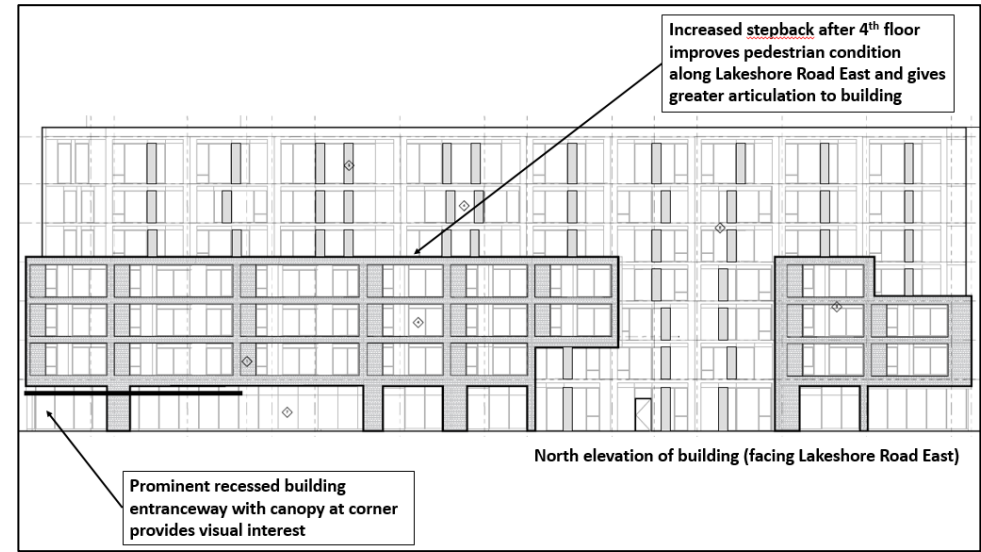 Increased stepback after 4th floor
improves pedestrian condition
along Lakeshore Road East and gives
greater articulation to building
North elevation of building (facing Lakeshore Road East)
Prominent recessed building
entranceway with canopy at corner
provides visual interest